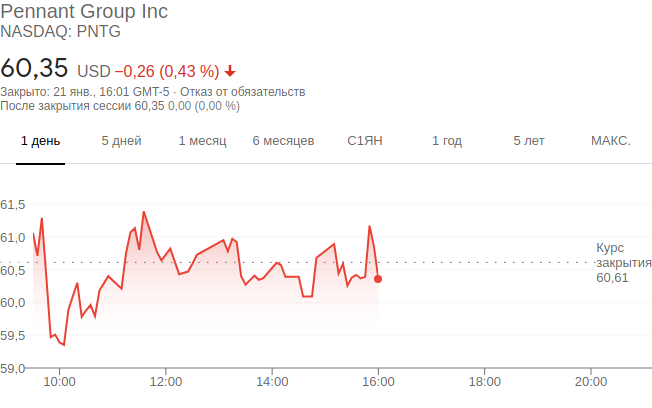 Pennant Group Inc
NASDAQ: PNTG
60,35 USD −0,26 (0,43 %)
Закрыто: 21 янв., 16:01 GMT-5 · Отказ от обязательств
После закрытия сессии 60,35 0,00 (0,00 %)
1 день 5 дней 1 месяц 6 месяцев С1ЯН 1 год 5 лет МАКС.
61,5
61,0
60,5
60,0
59,5
59,0
Курс
закрытия
60,61
10:00 12:00 14:00 16:00 18:00 20:00